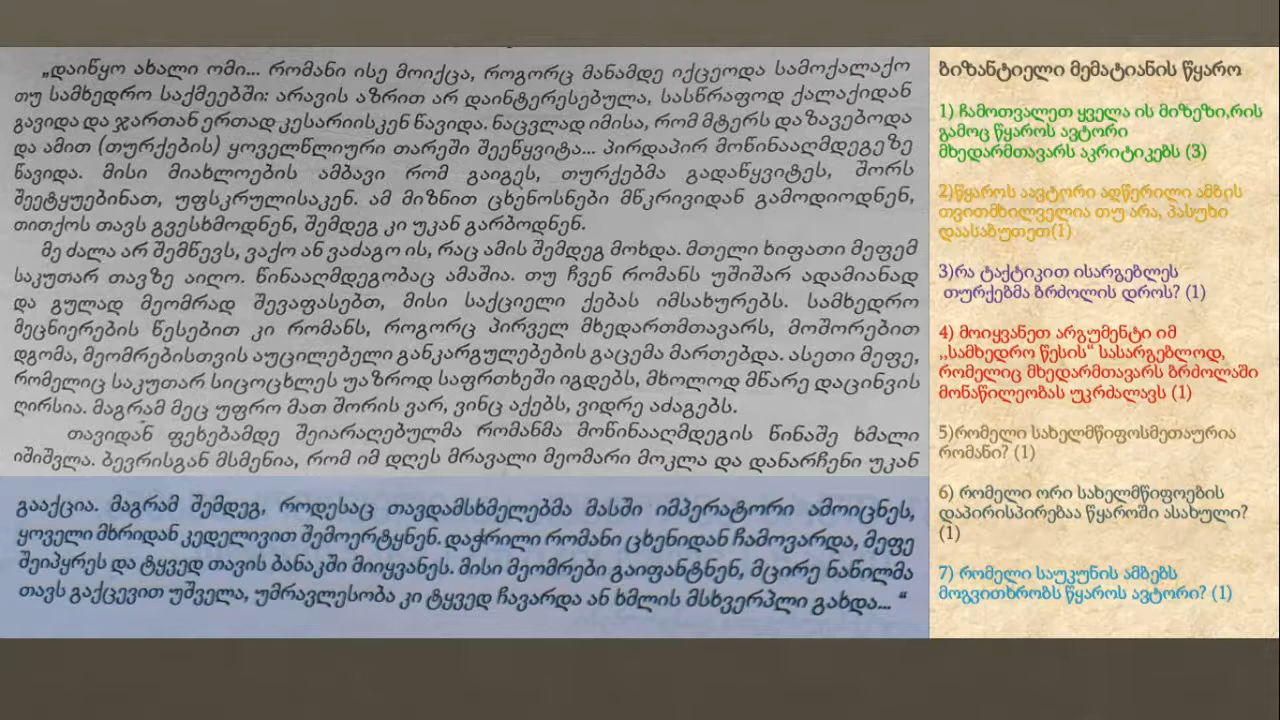 „დაიწყო ახალი ომი... რომანი ისე მოიქცა, როგორც მანამდე იქცეოდა სამოქალაქო
თუ სამხედრო საქმეებში: არავის აზრით არ დაინტერესებულა, სასწრაფოდ ქალაქიდან
გავიდა და ჯართან ერთად კესარიისკენ წავიდა. ნაცვლად იმისა, რომ მტერს დაზავებოდა
და ამით (თურქების) ყოველწლიური თარეში შეეწყვიტა... პირდაპირ მოწინააღმდეგეზე
წავიდა. მისი მიახლოების ამბავი რომ გაიგეს, თურქებმა გადაწყვიტეს, შორს
შეეტყუებინათ, უფსკრულისაკენ. ამ მიზნით ცხენოსნები მწკრივიდან გამოდიოდნენ,
თითქოს თავს გვესხმოდნენ, შემდეგ კი უკან გარბოდნენ.
მე ძალა არ შემწევს, ვაქო ან ვაძაგო ის, რაც ამის შემდეგ მოხდა. მთელი ხიფათი მეფემ
საკუთარ თავზე აიღო. წინააღმდეგობაც ამაშია. თუ ჩვენ რომანს უშიშარ ადამიანად
და გულად მეომრად შევაფასებთ, მისი საქციელი ქებას იმსახურებს. სამხედრო
მეცნიერების წესებით კი რომანს, როგორც პირველ მხედართმთავარს, მოშორებით
დგომა, მეომრებისთვის აუცილებელი განკარგულებების გაცემა მართებდა. ასეთი მეფე,
რომელიც საკუთარ სიცოცხლეს უაზროდ საფრთხეში იგდებს, მხოლოდ მწარე დაცინვის
ღირსია. მაგრამ მეც უფრო მათ შორის ვარ, ვინც აქებს, ვიდრე აძაგებს.
თავიდან ფეხებამდე შეიარაღებულმა რომანმა მოწინააღმდეგის წინაშე ხმალი
იშიშვლა. ბევრისგან მსმენია, რომ იმ დღეს მრავალი მეომარი მოკლა და დანარჩენი უკან
გააქცია. მაგრამ შემდეგ, როდესაც თავდამსხმელებმა მასში იმპერატორი ამოიცნეს,
ყოველი მხრიდან კედელივით შემოერტყნენ. დაჭრილი რომანი ცხენიდან ჩამოვარდა, მეფე
შეიპყრეს და ტყვედ თავის ბანაკში მიიყვანეს. მისი მეომრები გაიფანტნენ, მცირე ნაწილმა
თავს გაქცევით უშველა, უმრავლესობა კი ტყვედ ჩავარდა ან ხმლის მსხვერპლი გახდა... “
ბიზანტიელი მემატიანის წყარო
1) ჩამოთვალეთ ყველა ის მიზეზი,რის
გამოც წყაროს ავტორი
მხედარმთავარს აკრიტიკებს (3)
2)წყაროს აავტორი აღწერილი ამბის
თვითმხილველია თუ არა, პასუხი
დაასაბუთეთ(1)
3)რა ტაქტიკით ისარგებლეს
თურქებმა ბრძოლის დროს? (1)
4) მოიყვანეთ არგუმენტი იმ
,,სამხედრო წესის“ სასარგებლოდ,
რომელიც მხედარმთავარს ბრძოლაში
მონაწილეობას უკრძალავს (1)
5)რომელი სახელმწიფოსმეთაურია
რომანი? (1)
6) რომელი ორი სახელმწიფოების
დაპირისპირებაა წყაროში ასახული?
(1)
7) რომელი საუკუნის ამბებს
მოგვითხრობს წყაროს ავტორი? (1)